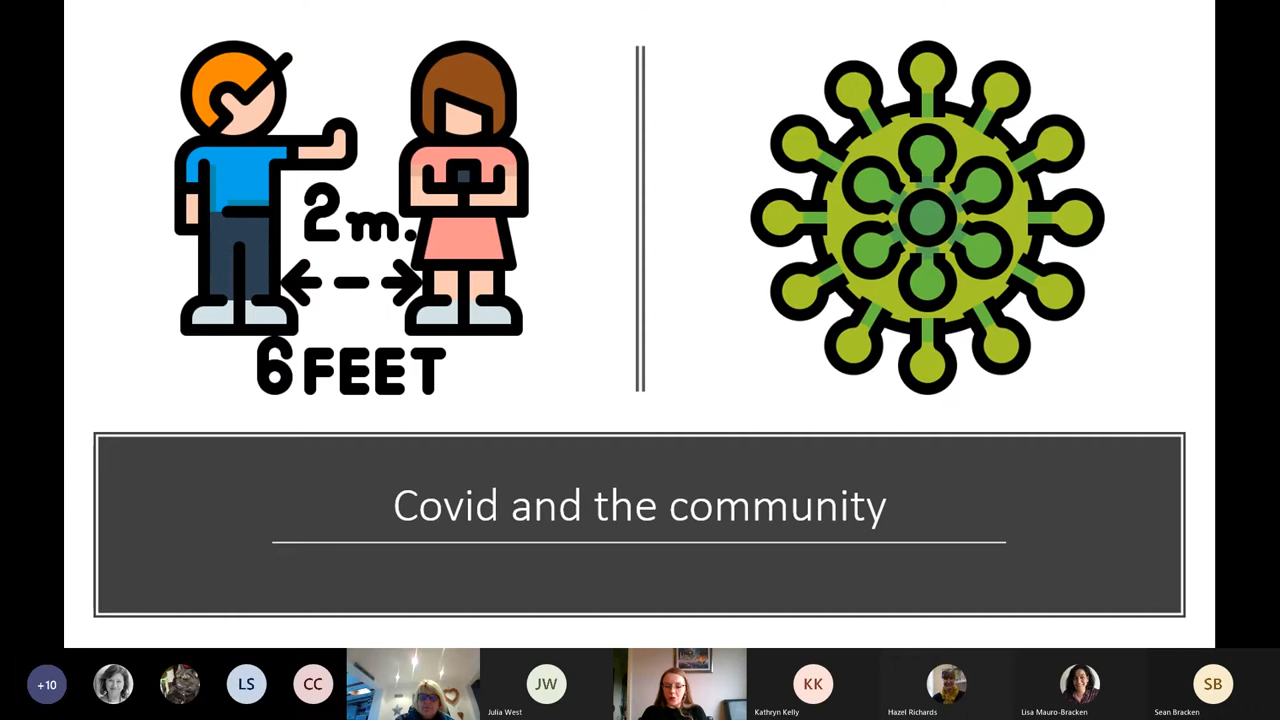 2m.
6 FEET
Covid and the community
+10
LS
CC
JW
Julia West
KK
Kathryn Kelly
Hazel Richards
Lisa Mauro-Bracken
SB
Sean Bracken